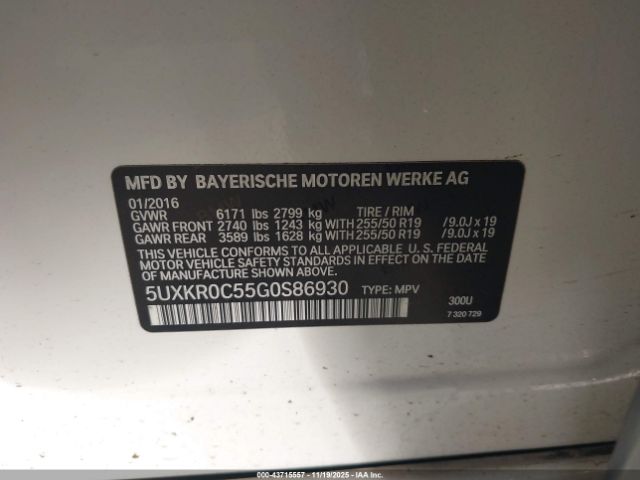 MFD BY BAYERISCHE MOTOREN WERKE AG
01/2016
GVWR 6171 lbs 2799 kg TIRE / RIM
GAWR FRONT 2740 lbs 1243 kg WITH 255/50 R19 /9.0J x 19
GAWR REAR 3589 lbs 1628 kg WITH 255/50 R19 /9.0J x 19
THIS VEHICLE CONFORMS TO ALL APPLICABLE U. S. FEDERAL
MOTOR VEHICLE SAFETY STANDARDS IN EFFECT ON THE
DATE OF MANUFACTURE SHOWN ABOVE.
5UXKR0C55G0S86930 TYPE: MPV
300U
7 320 729
000-43715557 - 11/19/2025 - IAAI, Inc.